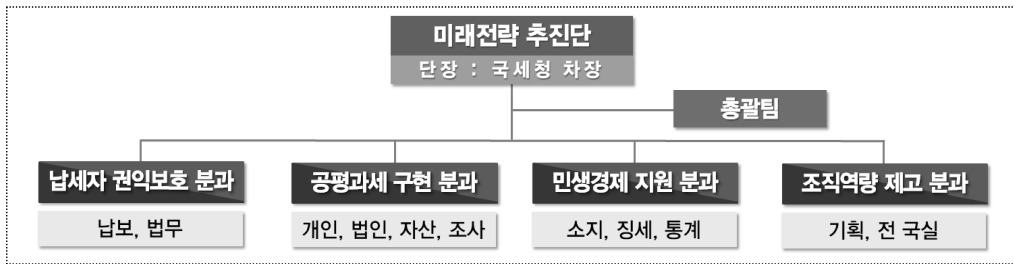 미래전략 추진단
단장 : 국세청 차장
총괄팀
납세자 권익보호 분과
공평과세 구현 분과
민생경제 지원 분과
조직역량 제고 분과
납보, 법무
개인, 법인, 자산, 조사
소지, 징세, 통계
기획, 전 국실